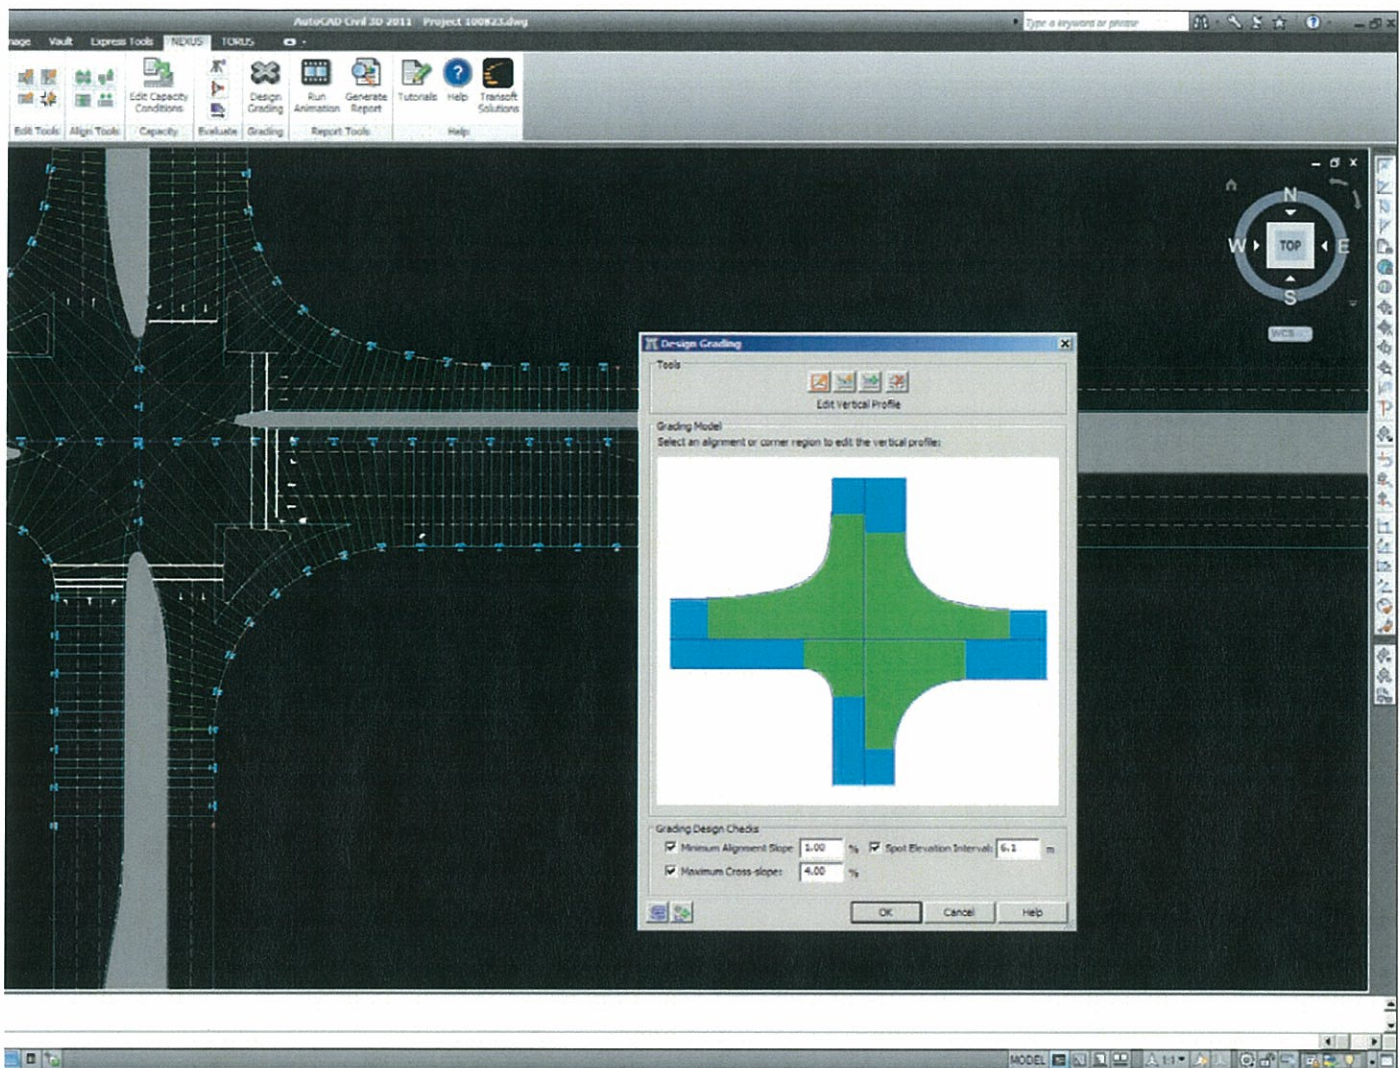 AutoCAD Civil 3D 2011 Project 100823.dwg
Type a keyword or phrase
Vault Express Tools NEXUS TORUS
Edit Capacity Conditions
Design Grading
Run Animation
Generate Report
Tutorials
Help
Transoft Solutions
Edit Tools Align Tools Capacity Evaluate Grading Report Tools Help
N
W TOP E
S
WCS
Design Grading
Tools
Edit Vertical Profile
Grading Model
Select an alignment or corner region to edit the vertical profile:
Grading Design Checks
Minimum Alignment Slope 1.00 % Spot Elevation Interval: 6.1 m
Maximum Cross-slope: 4.00 %
OK Cancel Help
MODEL 1:1